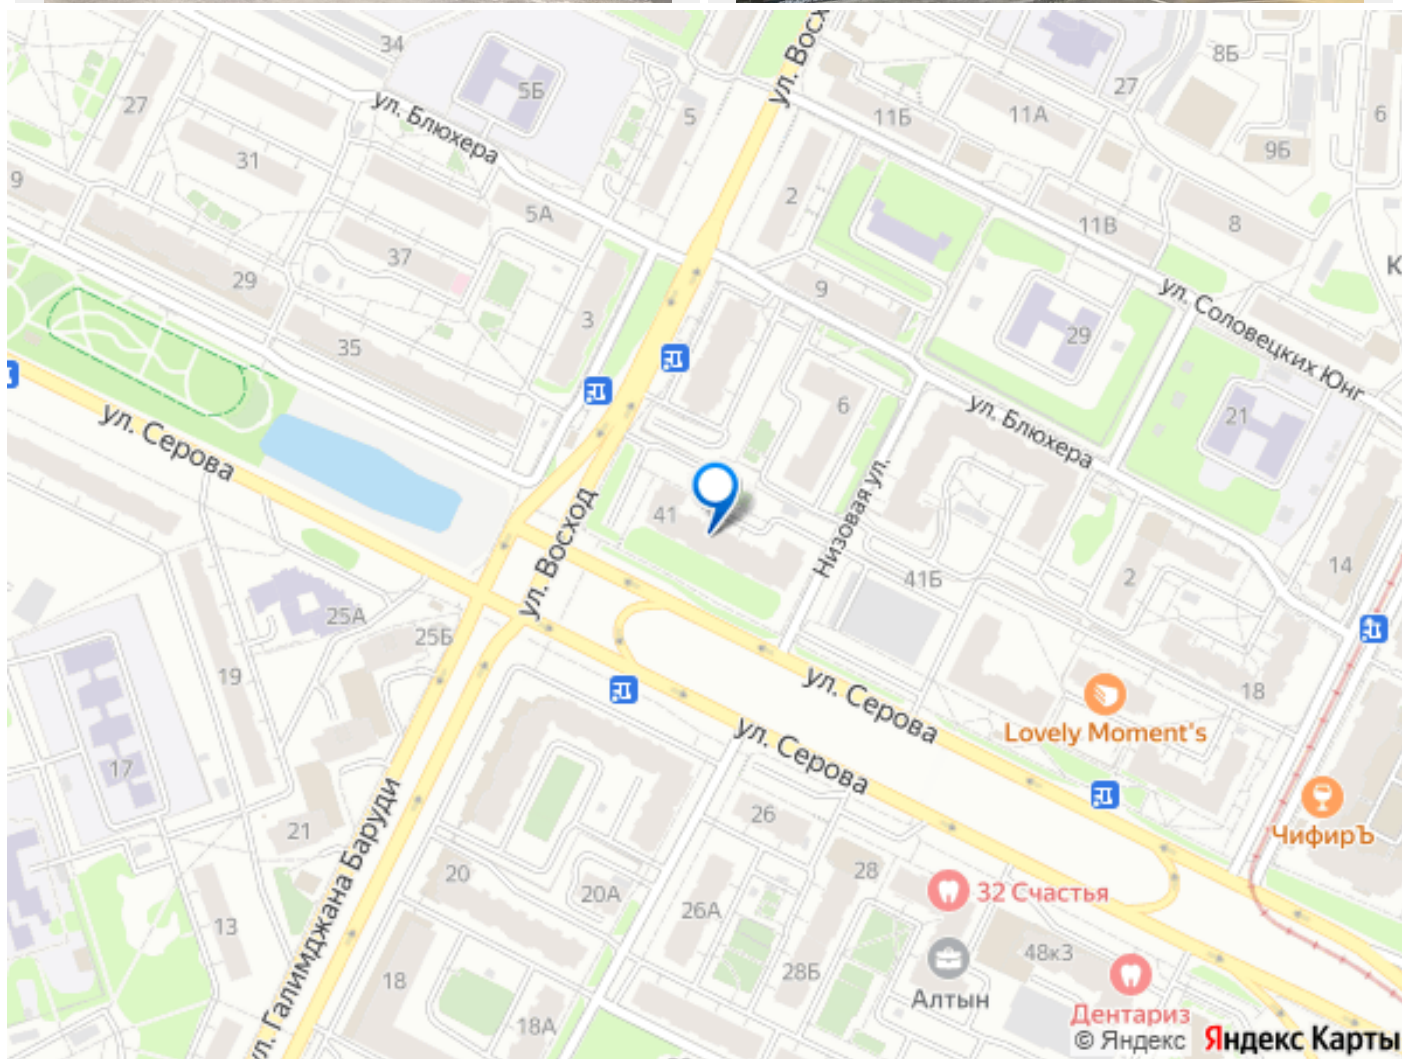 34
ул. Восх
8Б
27
5Б
27
ул. Блюхера
5
11Б
11А
6
31
9Б
9
2
5А
11В
8
37
К
29
9
ул. Соловецких Юнг
3
29
35
6
ул. Блюхера
21
ул. Серова
41
ул. Восход
Низовая ул.
14
41Б
2
25А
25Б
19
18
ул. Серова
Lovely Moment's
ул. Серова
17
26
ЧифирЪ
21
ул. Галимджана Баруди
20
28
20А
32 Счастья
26А
13
48к3
28Б
18
Алтын
18А
Дентариз
© Яндекс Яндекс Карты